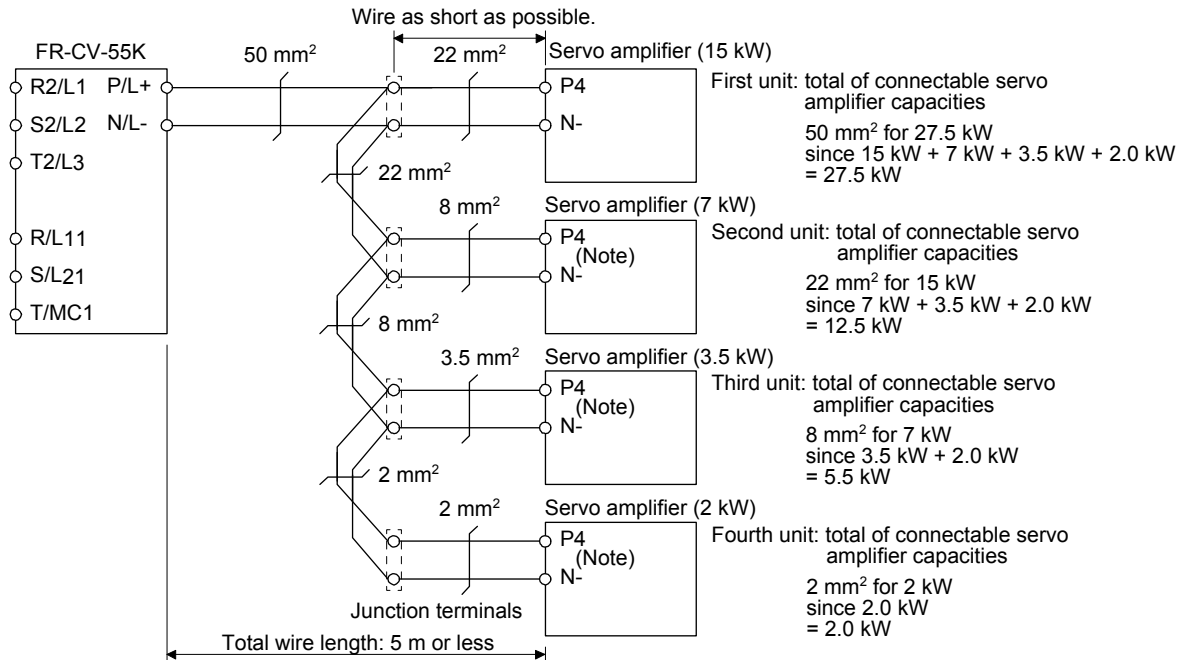 Wire as short as possible.
FR-CV-55K
50 mm²
22 mm²
Servo amplifier (15 kW)
R2/L1 P/L+
S2/L2 N/L-
T2/L3
R/L11
S/L21
T/MC1
P4
N-
First unit: total of connectable servo
amplifier capacities
50 mm² for 27.5 kW
since 15 kW + 7 kW + 3.5 kW + 2.0 kW
= 27.5 kW
22 mm²
8 mm²
Servo amplifier (7 kW)
P4
(Note)
N-
Second unit: total of connectable servo
amplifier capacities
22 mm² for 15 kW
since 7 kW + 3.5 kW + 2.0 kW
= 12.5 kW
8 mm²
3.5 mm²
Servo amplifier (3.5 kW)
P4
(Note)
N-
Third unit: total of connectable servo
amplifier capacities
8 mm² for 7 kW
since 3.5 kW + 2.0 kW
= 5.5 kW
2 mm²
2 mm²
Servo amplifier (2 kW)
P4
(Note)
N-
Fourth unit: total of connectable servo
amplifier capacities
2 mm² for 2 kW
since 2.0 kW
= 2.0 kW
Junction terminals
Total wire length: 5 m or less